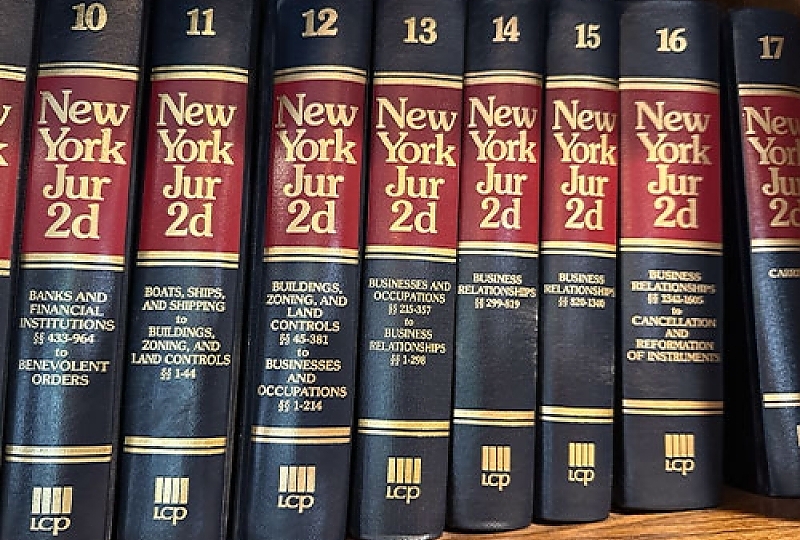 10
New
York
Jur
2d
BANKS AND
FINANCIAL
INSTITUTIONS
§§ 433-964
to
BENEVOLENT
ORDERS
LCP
11
New
York
Jur
2d
BOATS, SHIPS,
AND SHIPPING
to
BUILDINGS,
ZONING, AND
LAND CONTROLS
§§ 1-44
LCP
12
New
York
Jur
2d
BUILDINGS,
ZONING, AND
LAND
CONTROLS
§§ 45-381
to
BUSINESSES
AND
OCCUPATIONS
§§ 1-214
LCP
13
New
York
Jur
2d
BUSINESSES AND
OCCUPATIONS
§§ 215-357
to
BUSINESS
RELATIONSHIPS
§§ 1-298
LCP
14
New
York
Jur
2d
BUSINESS
RELATIONSHIPS
§§ 299-819
LCP
15
New
York
Jur
2d
BUSINESS
RELATIONSHIPS
§§ 820-1340
LCP
16
New
York
Jur
2d
BUSINESS
RELATIONSHIPS
§§ 1341-1605
to
CANCELLATION
AND
REFORMATION
OF INSTRUMENTS
LCP
17
New
York
Jur
2d